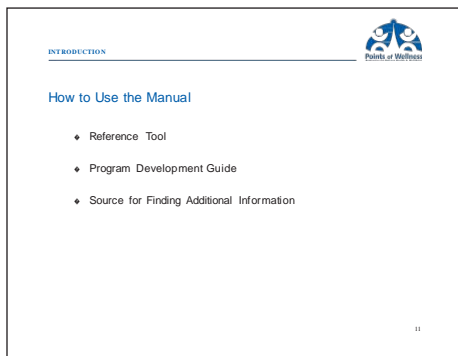 INTRODUCTION
Points of Wellness
How to Use the Manual
Reference Tool
Program Development Guide
Source for Finding Additional Information
11